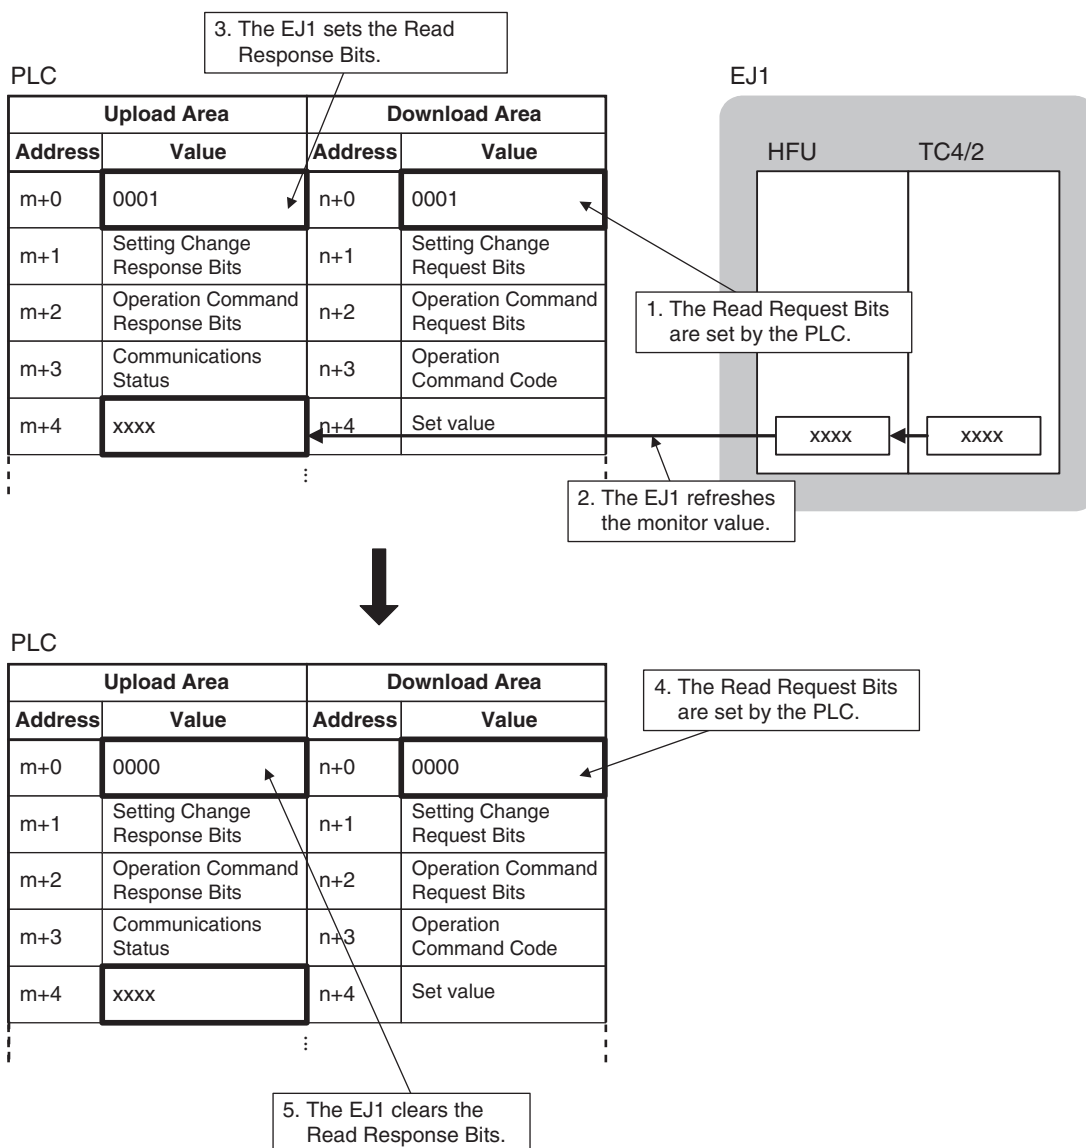 3. The EJ1 sets the Read
Response Bits.
PLC
EJ1
Upload Area Download Area
Address Value Address Value
HFU TC4/2
m+0 0001 n+0 0001
m+1 Setting Change
Response Bits n+1 Setting Change
Request Bits
m+2 Operation Command
Response Bits n+2 Operation Command
Request Bits
1. The Read Request Bits
are set by the PLC.
m+3 Communications
Status n+3 Operation
Command Code
m+4 xxxx n+4 Set value
xxxx xxxx
2. The EJ1 refreshes
the monitor value.
PLC
Upload Area Download Area
Address Value Address Value
4. The Read Request Bits
are set by the PLC.
m+0 0000 n+0 0000
m+1 Setting Change
Response Bits n+1 Setting Change
Request Bits
m+2 Operation Command
Response Bits n+2 Operation Command
Request Bits
m+3 Communications
Status n+3 Operation
Command Code
m+4 xxxx n+4 Set value
5. The EJ1 clears the
Read Response Bits.